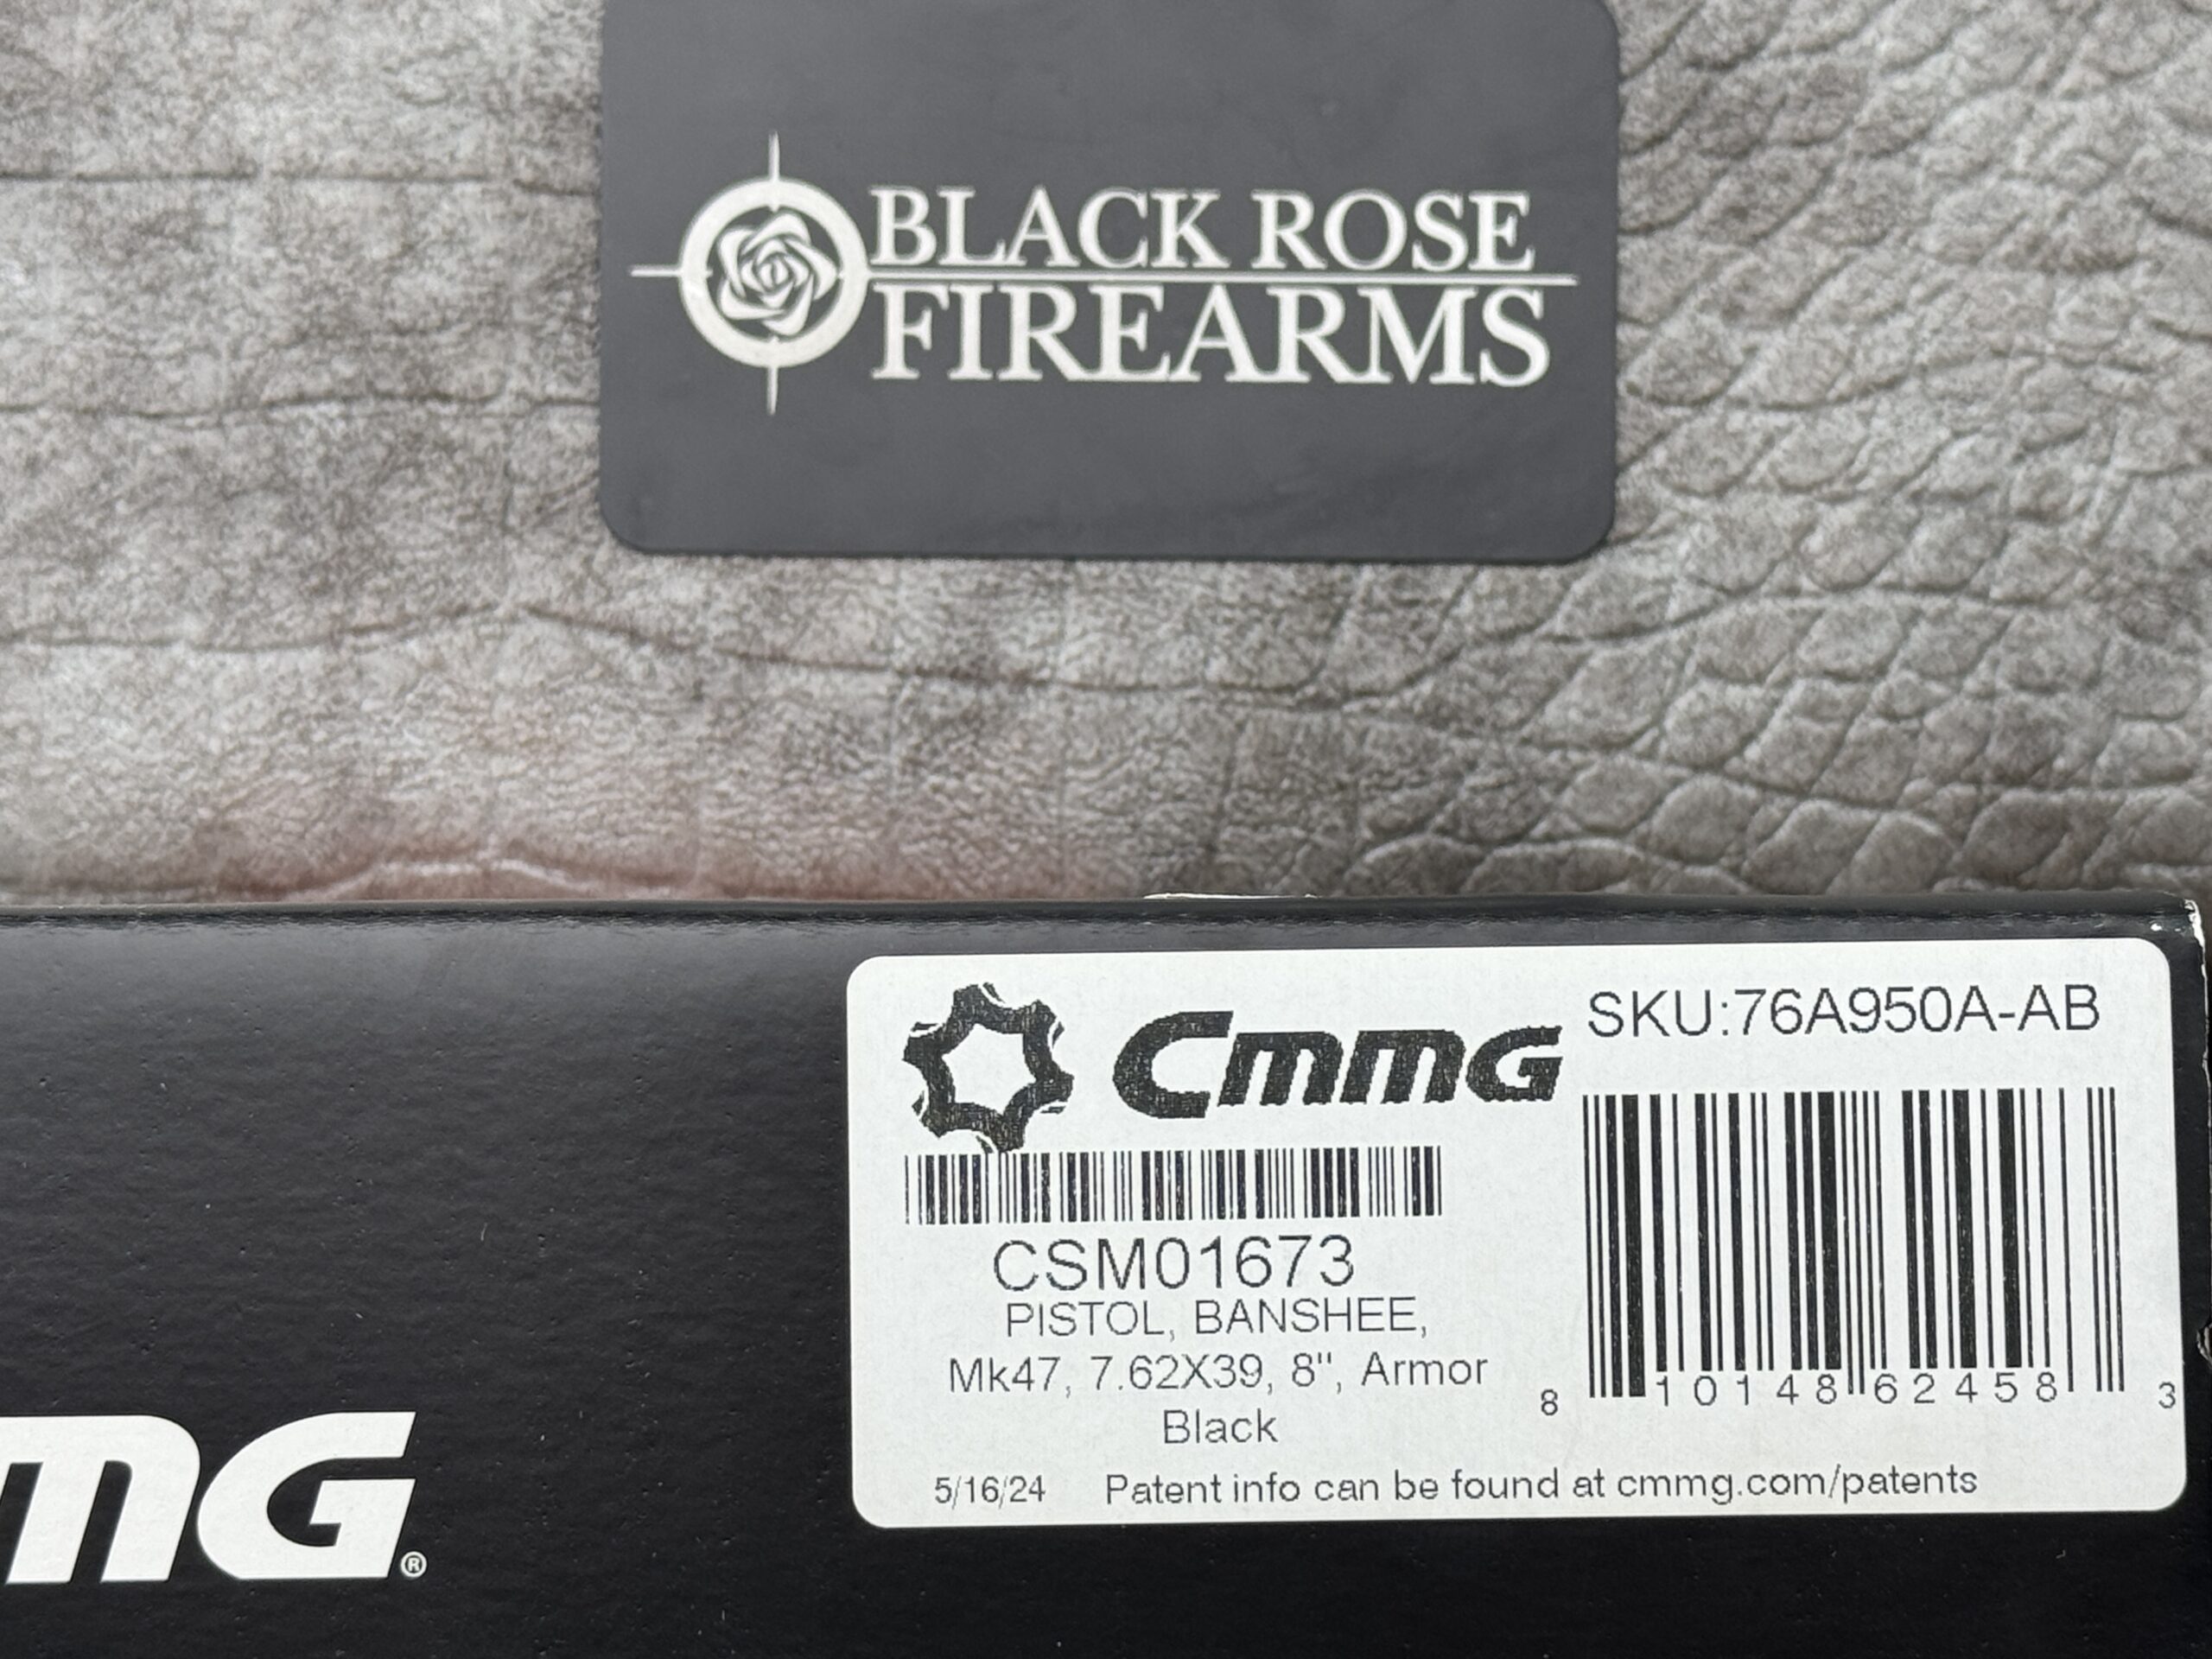 BLACK ROSE
FIREARMS
CMMG
SKU:76A950A-AB
CSM01673
PISTOL, BANSHEE,
Mk47, 7.62X39, 8", Armor
Black
8 10148 62458 3
5/16/24 Patent info can be found at cmmg.com/patents
MG®